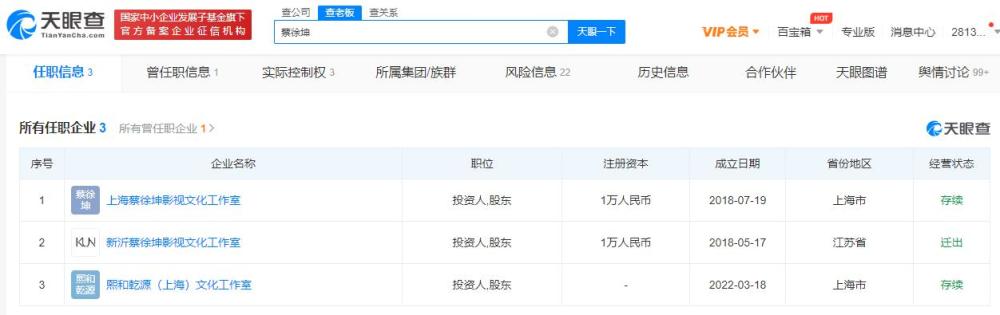 天眼查
TianYanCha.com
国家中小企业发展子基金旗下
官方备案企业征信机构
查公司 查老板 查关系
蔡徐坤 天眼一下
VIP会员 百宝箱 HOT 专业版 消息中心 2813...
任职信息 3 曾任职信息 1 实际控制权 3 所属集团/族群 风险信息 22 历史信息 合作伙伴 天眼图谱 舆情讨论 99+
所有任职企业 3 所有曾任职企业 1 > 天眼查
序号 企业名称 职位 注册资本 成立日期 省份地区 经营状态
1 蔡徐坤 上海蔡徐坤影视文化工作室 投资人,股东 1万人民币 2018-07-19 上海市 存续
2 KUN 新沂蔡徐坤影视文化工作室 投资人,股东 1万人民币 2018-05-17 江苏省 迁出
3 熙和乾源 熙和乾源（上海）文化工作室 投资人,股东 - 2022-03-18 上海市 存续